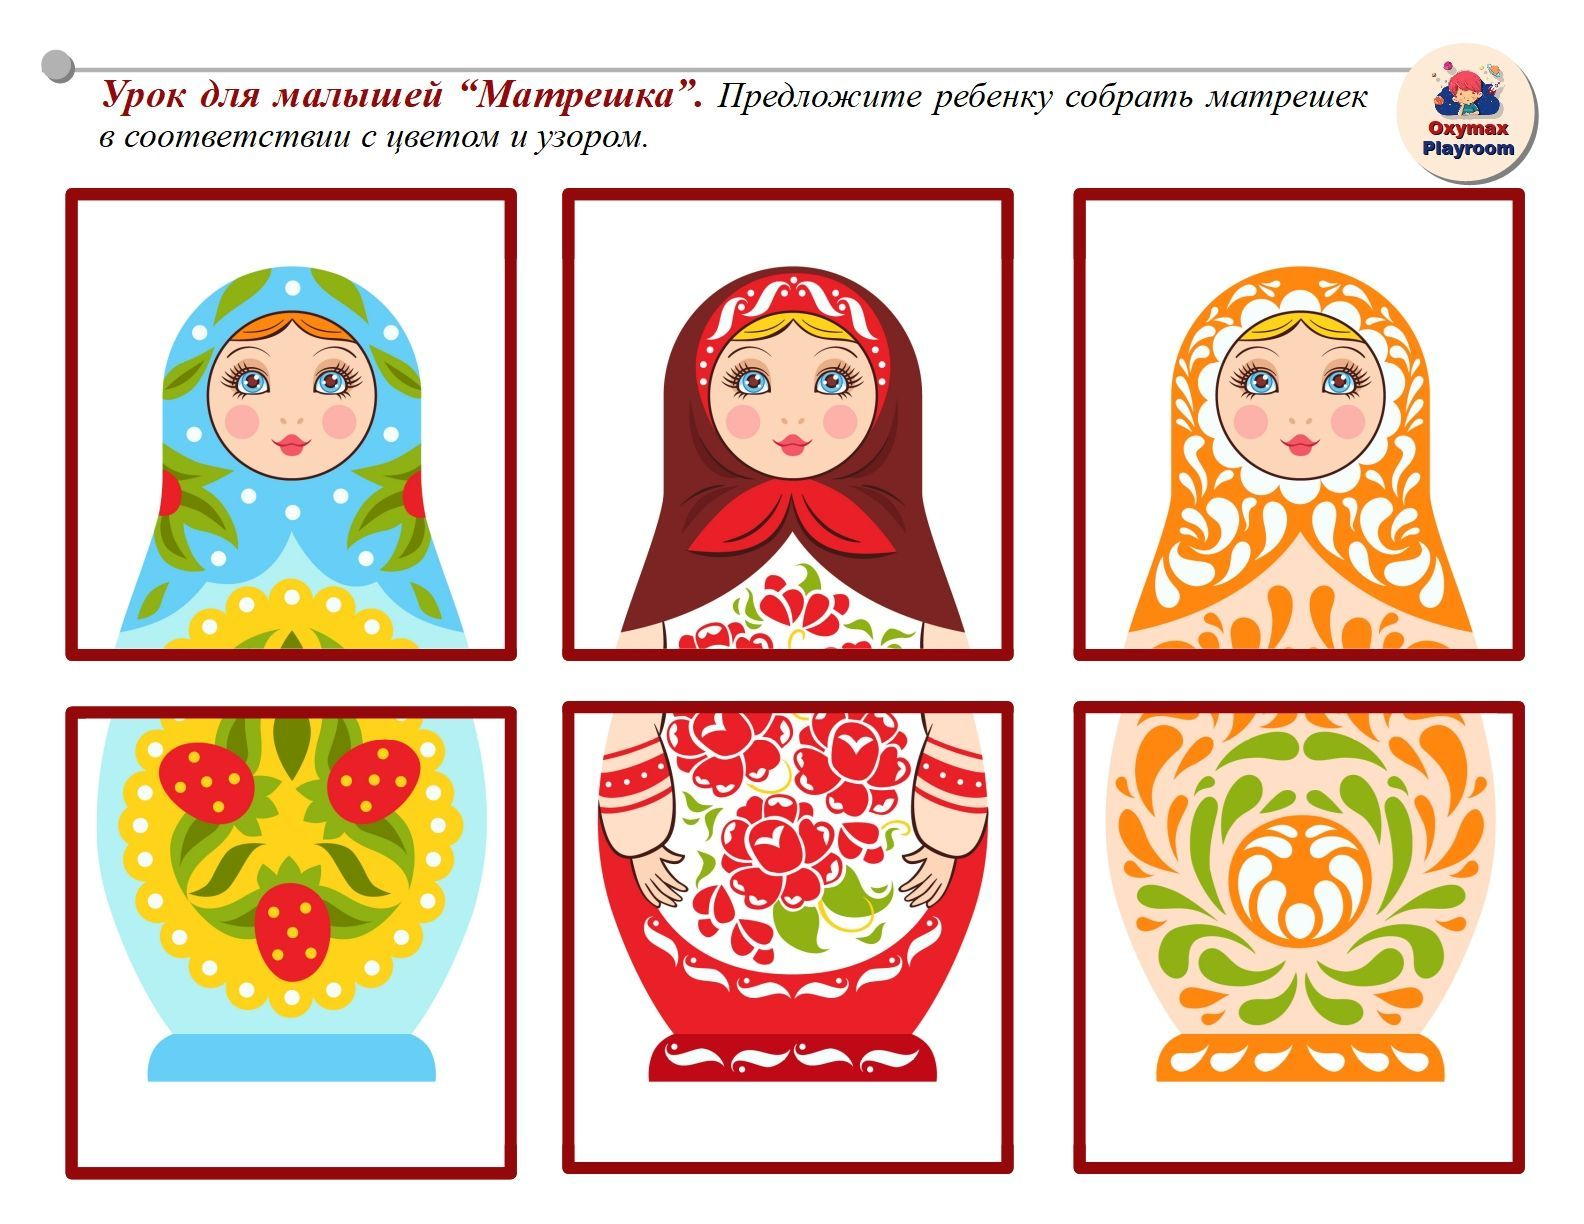 Урок для малышей “Матрешка”. Предложите ребенку собрать матрешек
в соответствии с цветом и узором.
Oxymax
Playroom